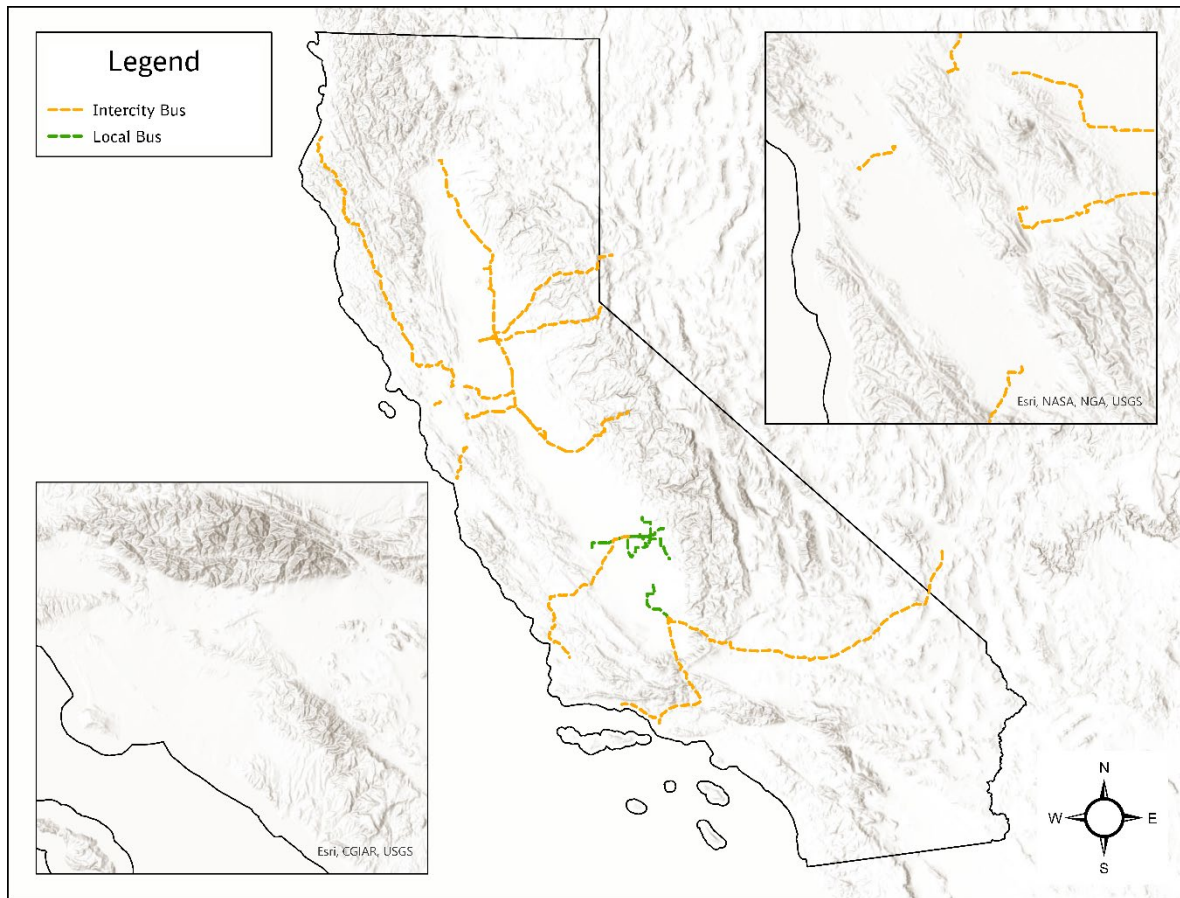 Legend
Intercity Bus
Local Bus
Esri, NASA, NGA, USGS
Esri, CGIAR, USGS
N
W
E
S